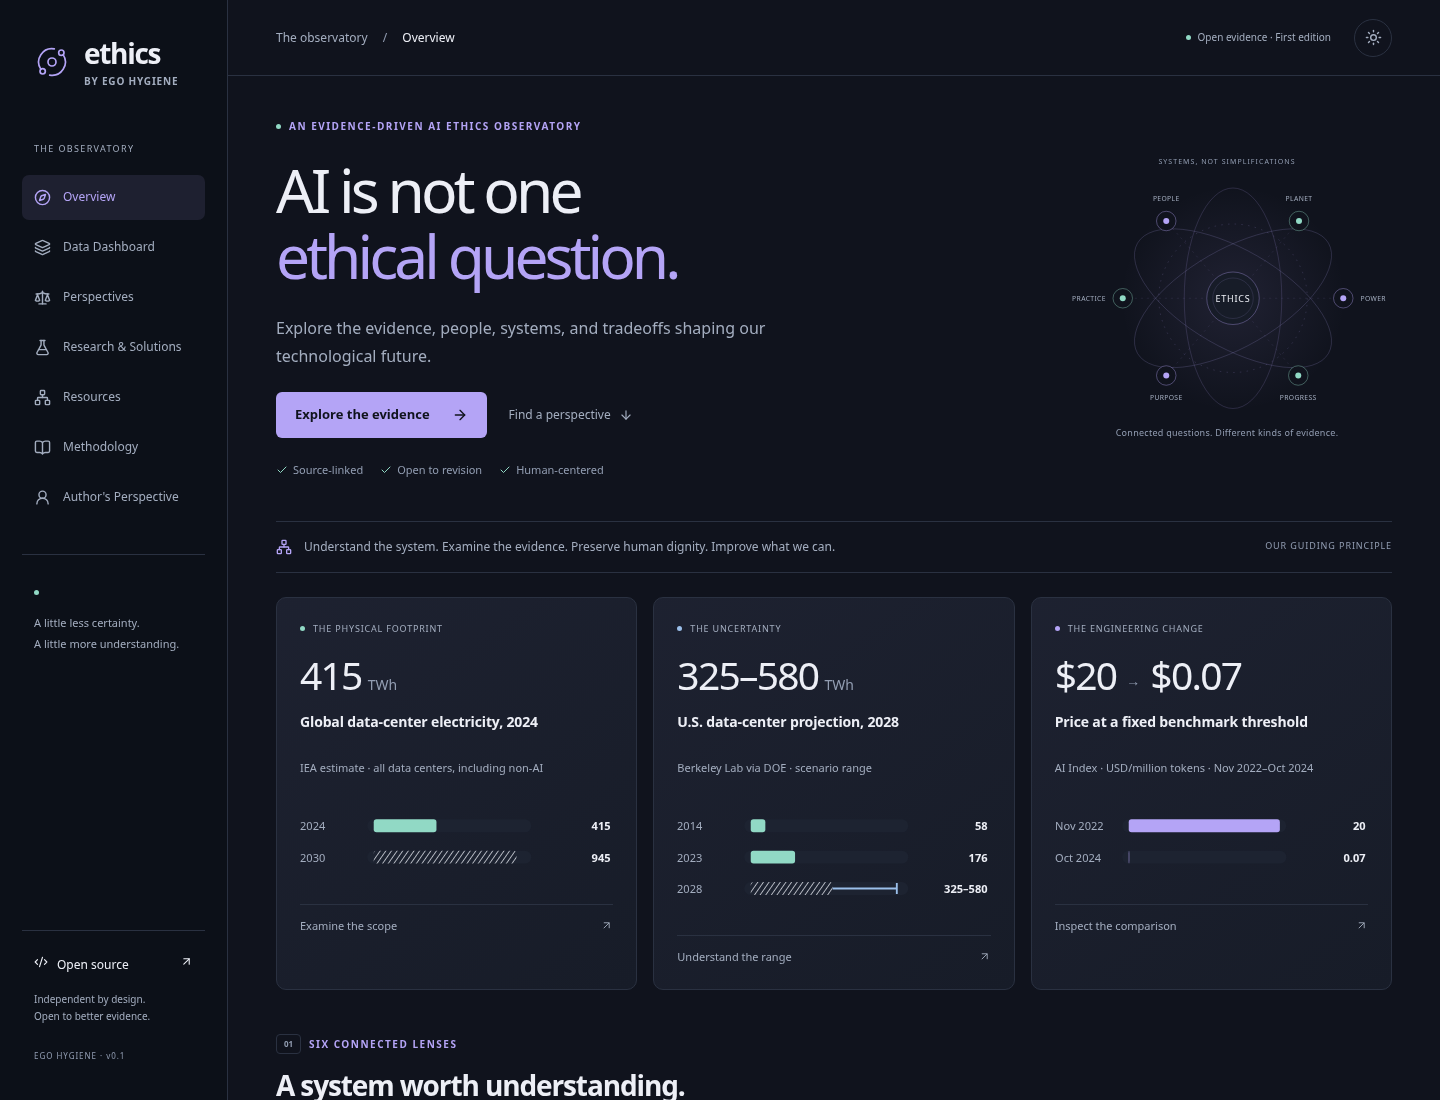 ethics
BY EGO HYGIENE
THE OBSERVATORY
Overview
Data Dashboard
Perspectives
Research & Solutions
Resources
Methodology
Author's Perspective
A little less certainty.
A little more understanding.
Open source
Independent by design.
Open to better evidence.
EGO HYGIENE · v0.1
The observatory / Overview
Open evidence · First edition
AN EVIDENCE-DRIVEN AI ETHICS OBSERVATORY
AI is not one
ethical question.
Explore the evidence, people, systems, and tradeoffs shaping our
technological future.
Explore the evidence →
Find a perspective ↓
Source-linked
Open to revision
Human-centered
SYSTEMS, NOT SIMPLIFICATIONS
PEOPLE
PLANET
PRACTICE
ETHICS
POWER
PURPOSE
PROGRESS
Connected questions. Different kinds of evidence.
Understand the system. Examine the evidence. Preserve human dignity. Improve what we can.
OUR GUIDING PRINCIPLE
THE PHYSICAL FOOTPRINT
415 TWh
Global data-center electricity, 2024
IEA estimate · all data centers, including non-AI
2024 415
2030 945
Examine the scope
THE UNCERTAINTY
325–580 TWh
U.S. data-center projection, 2028
Berkeley Lab via DOE · scenario range
2014 58
2023 176
2028 325–580
Understand the range
THE ENGINEERING CHANGE
$20 → $0.07
Price at a fixed benchmark threshold
AI Index · USD/million tokens · Nov 2022–Oct 2024
Nov 2022 20
Oct 2024 0.07
Inspect the comparison
01 SIX CONNECTED LENSES
A system worth understanding.